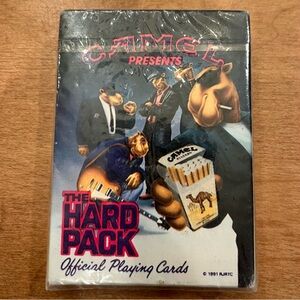 CAMEL
PRESENTS
CAMEL
THE
HARD
PACK
Official Playing Cards
© 1991 RJRTC